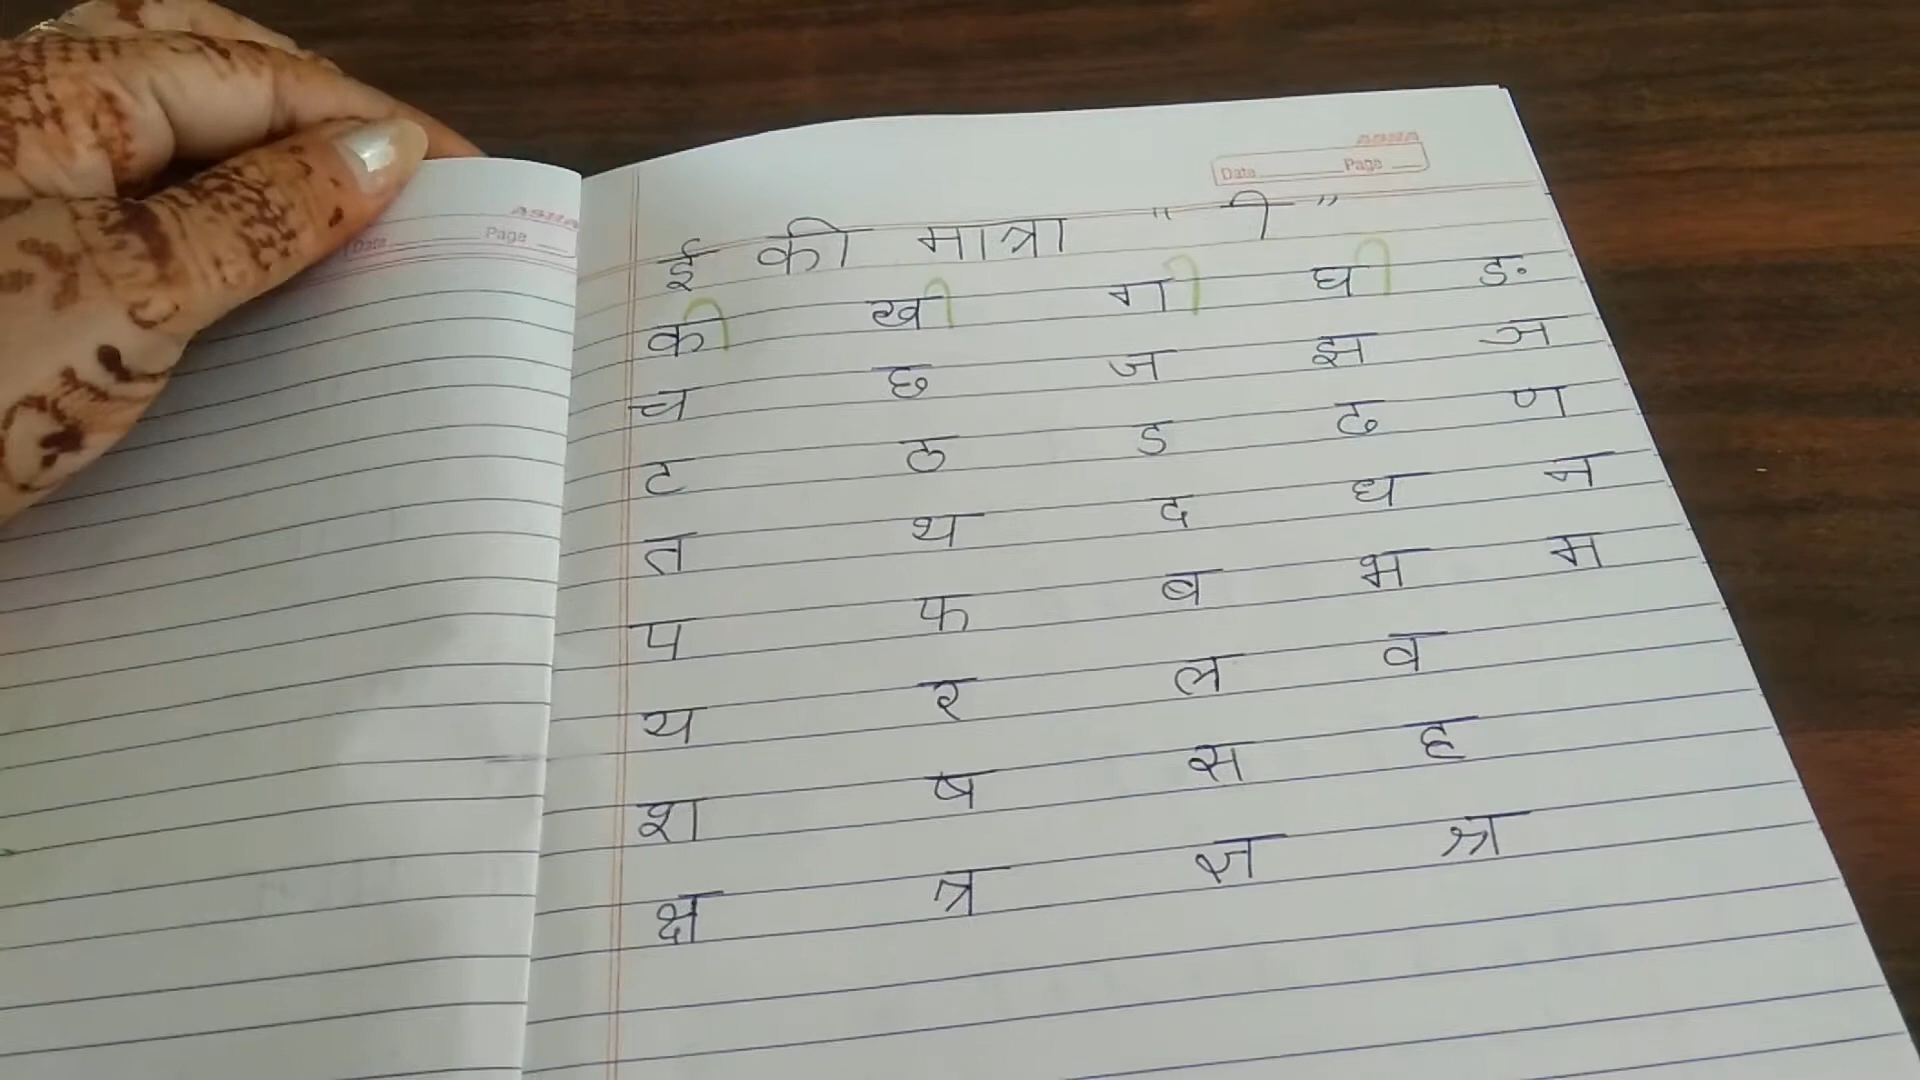 ASHA
Date Page
ASHA
Date Page
ई की मात्रा " ी "
की खी गी घी ङ
च छ ज झ ञ
ट ठ ड ढ ण
त थ द ध न
प फ ब भ म
य र ल व
श ष स ह
क्ष त्र ज्ञ श्र